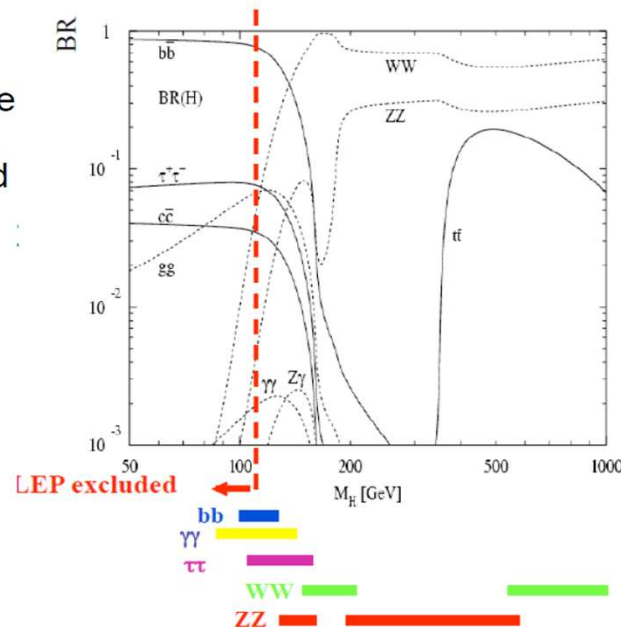 BR
1
bb̄
BR(H)
WW
ZZ
e
10⁻¹
d
τ⁺τ⁻
cc̄
tt̄
gg
10⁻²
γγ
Zγ
10⁻³
50
100
200
500
1000
LEP excluded
M_H [GeV]
bb
γγ
ττ
WW
ZZ